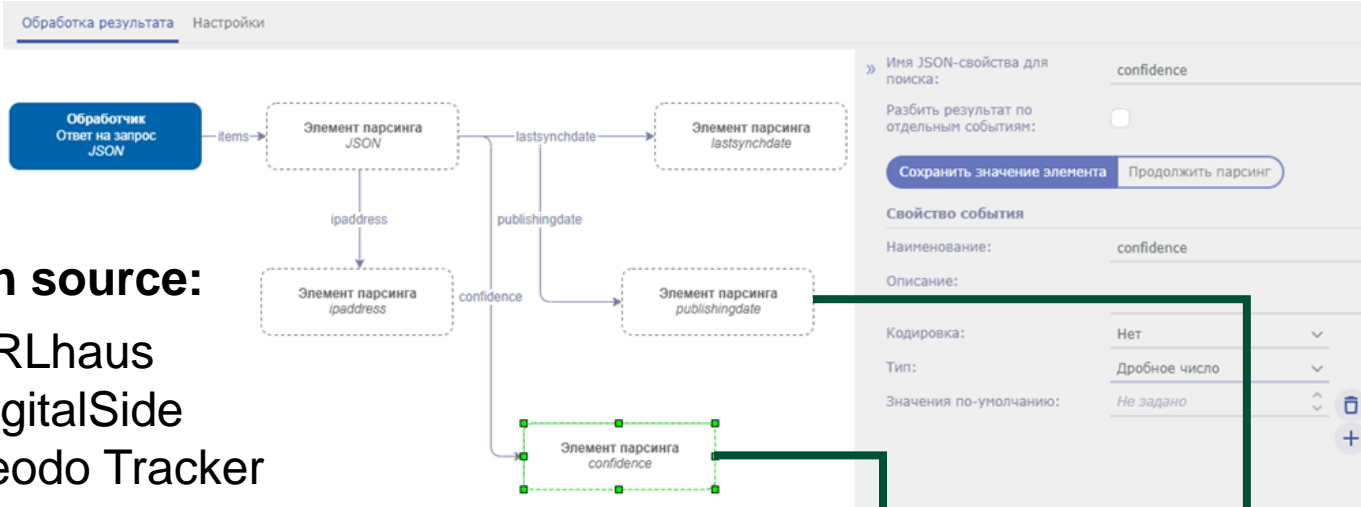 Обработка результата Настройки
Обработчик
Ответ на запрос
JSON
items
Элемент парсинга
JSON
lastsynchdate
Элемент парсинга
lastsynchdate
ipaddress
publishingdate
Элемент парсинга
ipaddress
confidence
Элемент парсинга
publishingdate
Элемент парсинга
confidence
source:
RLhaus
gitalSide
eodo Tracker
» Имя JSON-свойства для
поиска:
confidence
Разбить результат по
отдельным событиям:
Сохранить значение элемента Продолжить парсинг
Свойство события
Наименование: confidence
Описание:
Кодировка: Нет
Тип: Дробное число
Значения по-умолчанию: Не задано
+